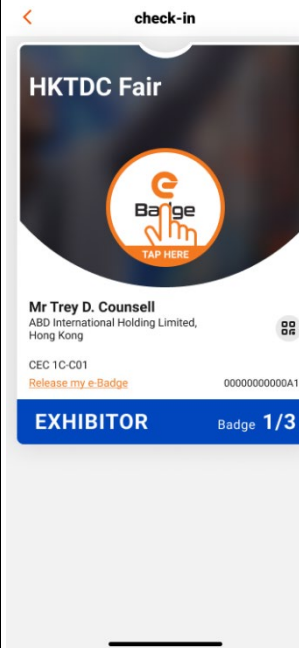 check-in
HKTDC Fair
e
Badge
TAP HERE
Mr Trey D. Counsell
ABD International Holding Limited,
Hong Kong
CEC 1C-C01
Release my e-Badge
00000000000A1
EXHIBITOR
Badge 1/3